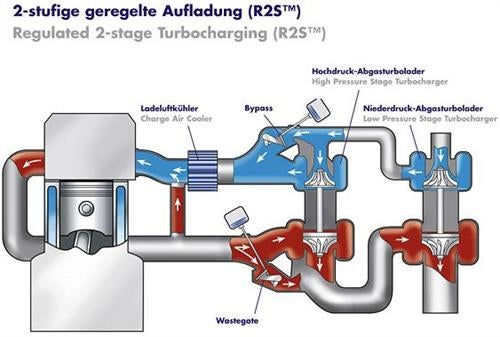 2-stufige geregelte Aufladung (R2S™)
Regulated 2-stage Turbocharging (R2S™)
Hochdruck-Abgasturbolader
High Pressure Stage Turbocharger
Ladeluftkühler
Charge Air Cooler
Bypass
Niederdruck-Abgasturbolader
Low Pressure Stage Turbocharger
Wastegate